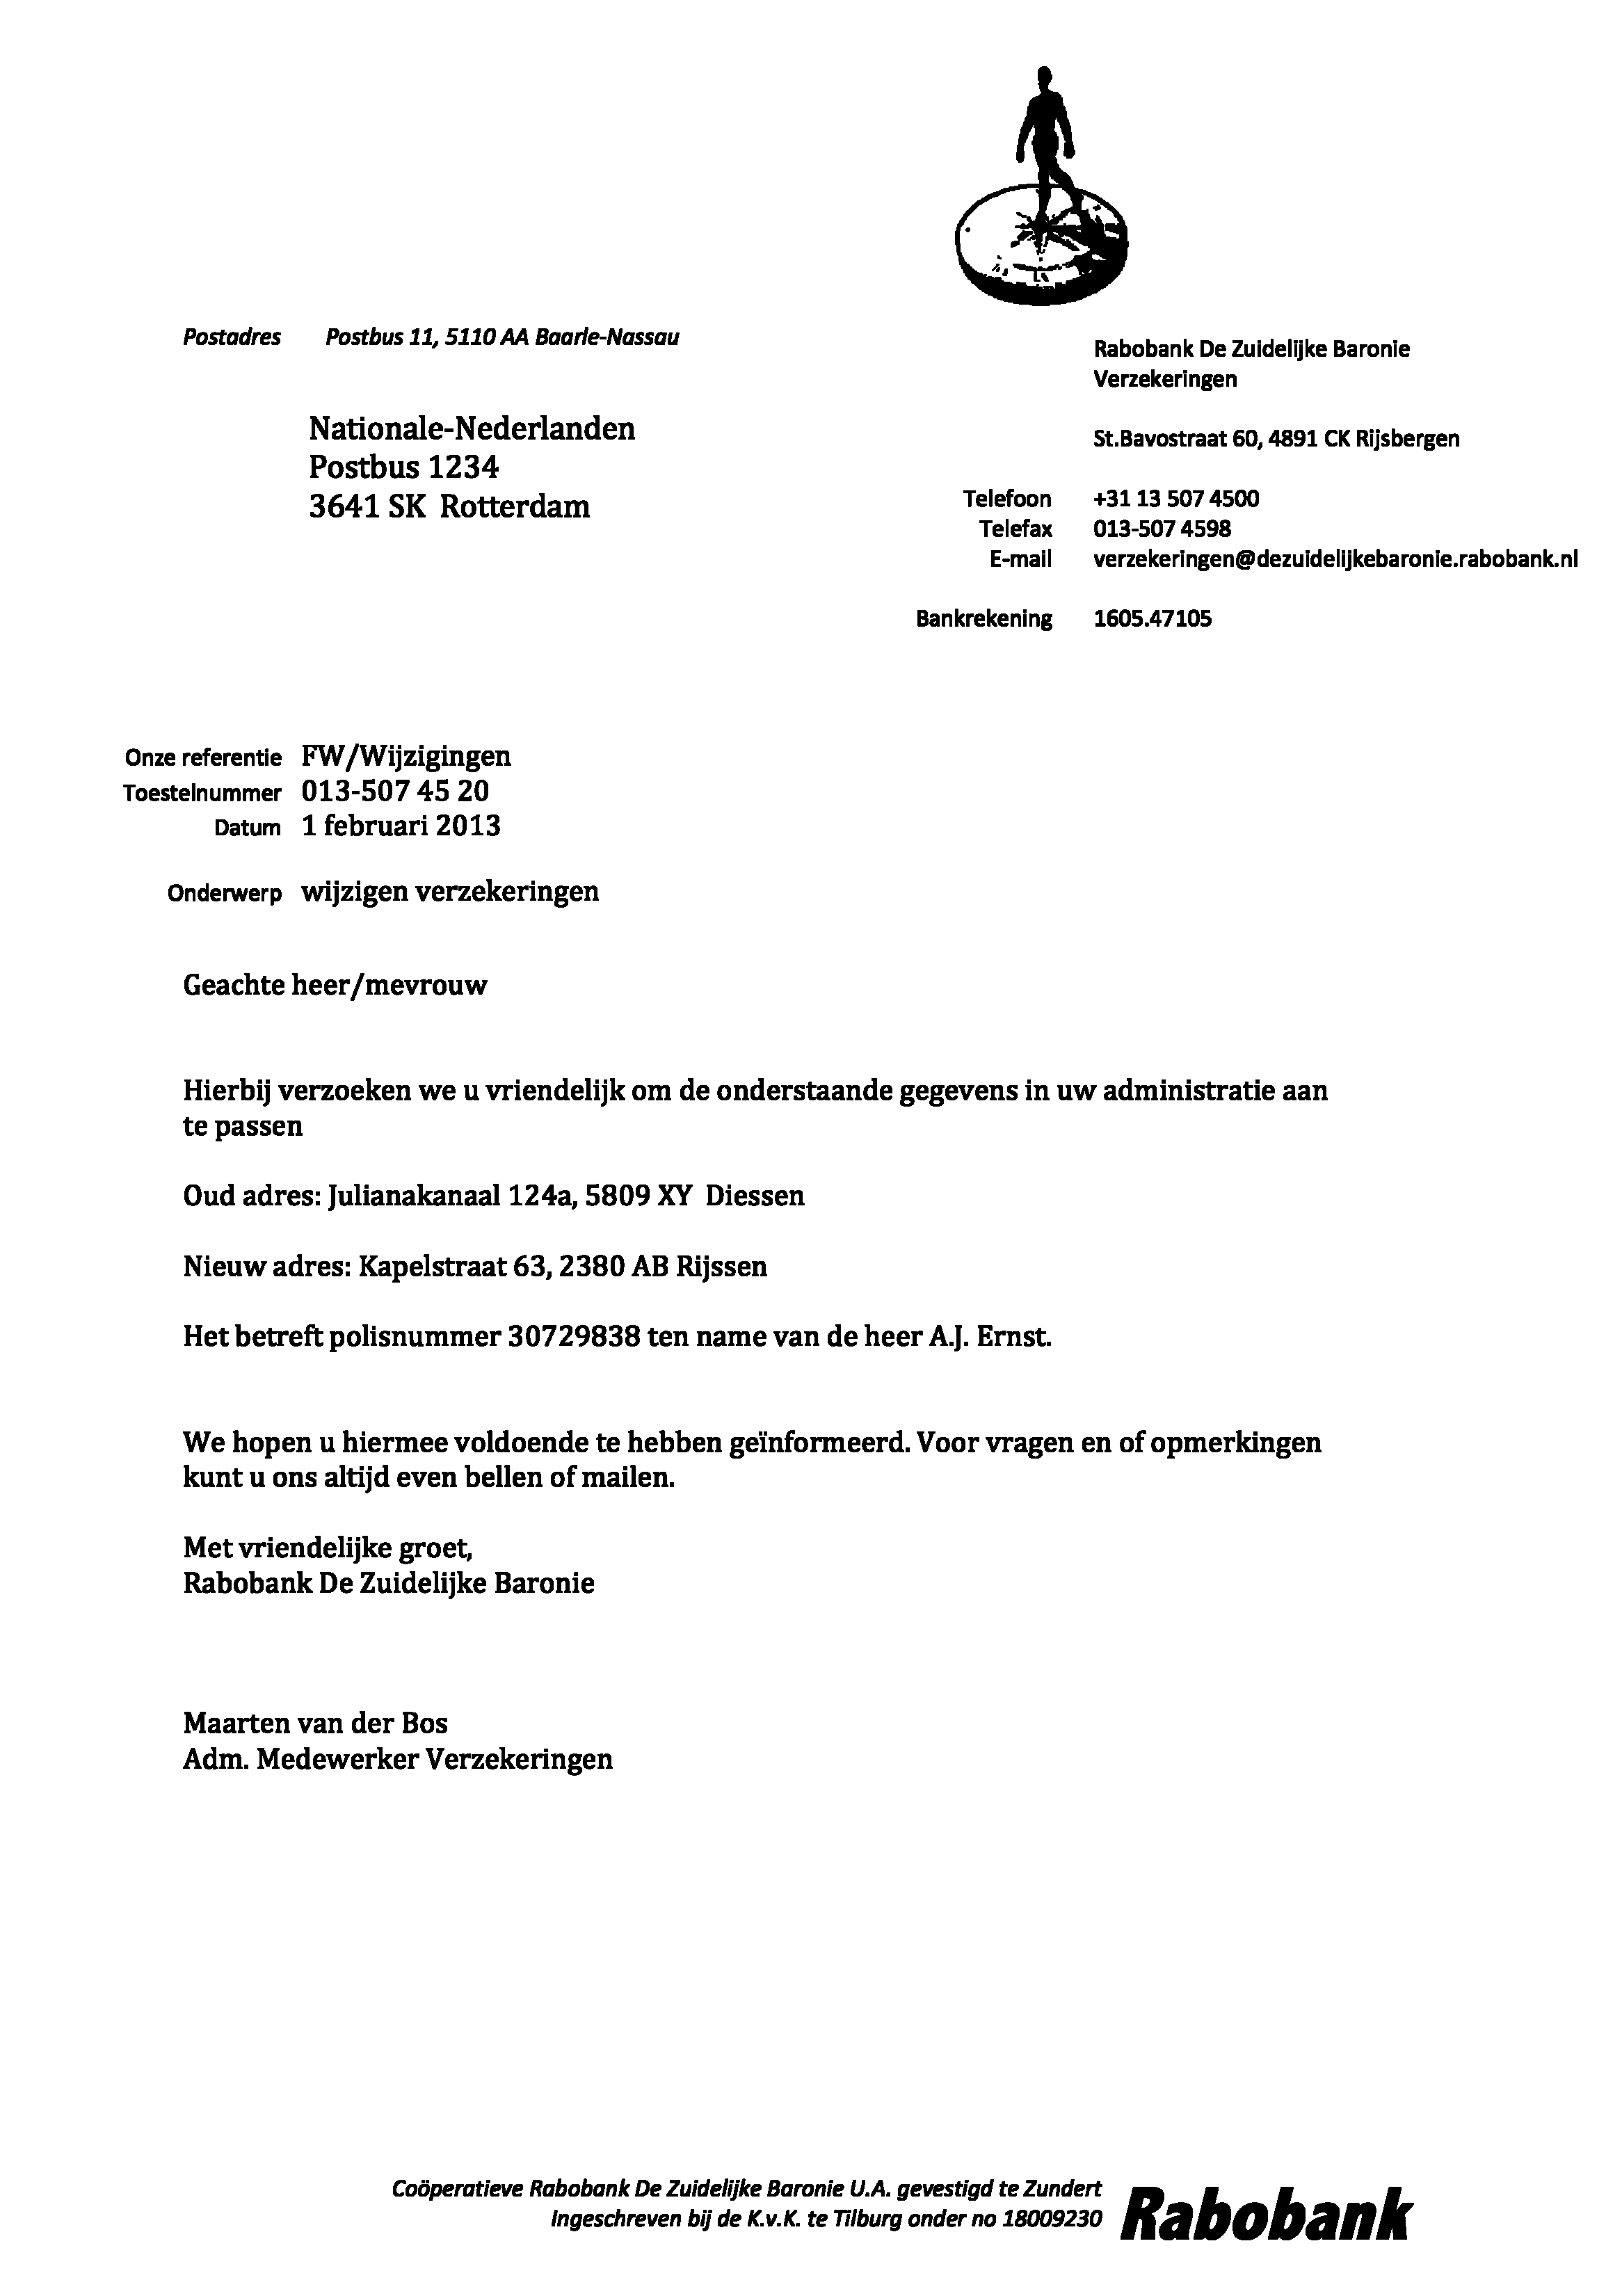 Postadres Postbus 11, 5110 AA Baarle-Nassau
Rabobank De Zuidelijke Baronie
Verzekeringen
Nationale-Nederlanden
Postbus 1234
3641 SK Rotterdam
St.Bavostraat 60, 4891 CK Rijsbergen
Telefoon +31 13 507 4500
Telefax 013-507 4598
E-mail verzekeringen@dezuidelijkebaronie.rabobank.nl
Bankrekening 1605.47105
Onze referentie FW/Wijzigingen
Toestelnummer 013-507 45 20
Datum 1 februari 2013
Onderwerp wijzigen verzekeringen
Geachte heer/mevrouw
Hierbij verzoeken we u vriendelijk om de onderstaande gegevens in uw administratie aan
te passen
Oud adres: Julianakanaal 124a, 5809 XY Diessen
Nieuw adres: Kapelstraat 63, 2380 AB Rijssen
Het betreft polisnummer 30729838 ten name van de heer A.J. Ernst.
We hopen u hiermee voldoende te hebben geïnformeerd. Voor vragen en of opmerkingen
kunt u ons altijd even bellen of mailen.
Met vriendelijke groet,
Rabobank De Zuidelijke Baronie
Maarten van der Bos
Adm. Medewerker Verzekeringen
Coöperatieve Rabobank De Zuidelijke Baronie U.A. gevestigd te Zundert
Ingeschreven bij de K.v.K. te Tilburg onder no 18009230
Rabobank